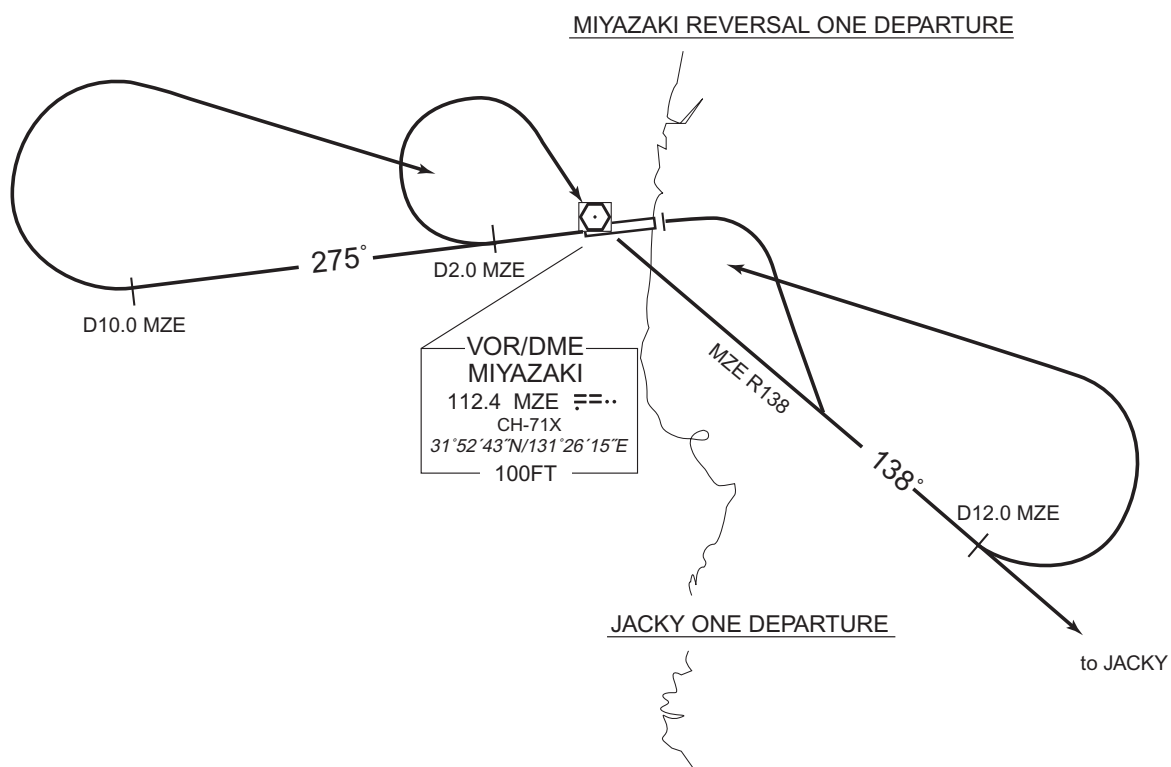 MIYAZAKI REVERSAL ONE DEPARTURE
275°
D2.0 MZE
D10.0 MZE
VOR/DME
MIYAZAKI
112.4 MZE
CH-71X
31°52´43˝N/131°26´15˝E
100FT
MZE R138
138°
D12.0 MZE
JACKY ONE DEPARTURE
to JACKY